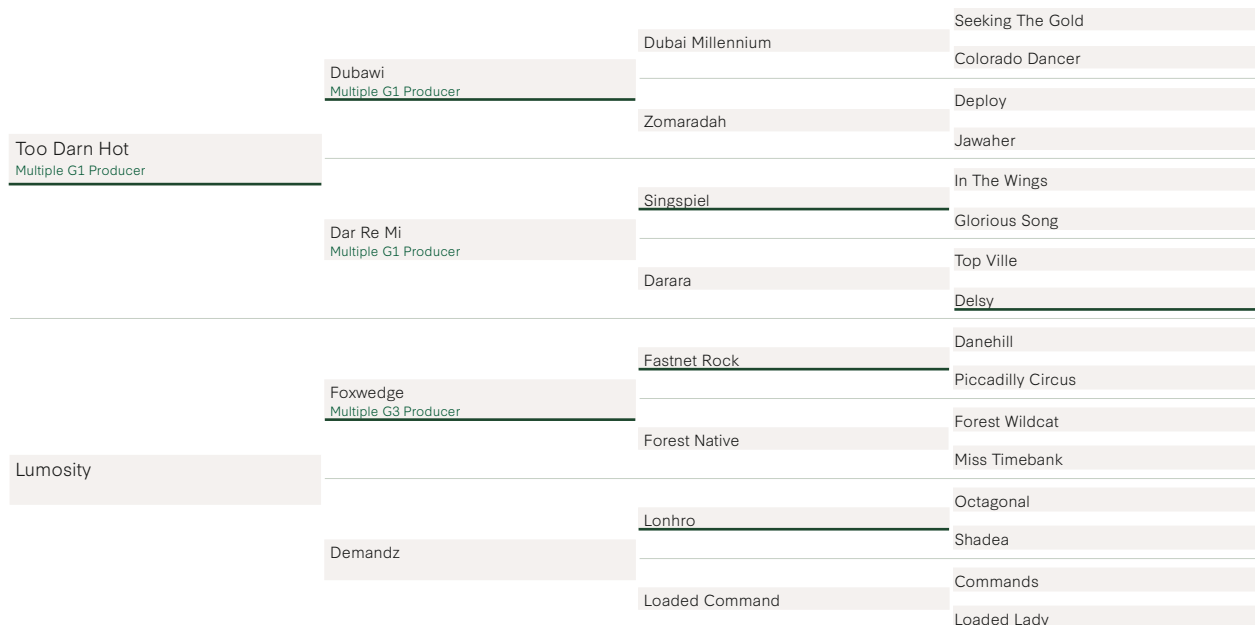 Seeking The Gold
Dubai Millennium
Colorado Dancer
Dubawi
Multiple G1 Producer
Deploy
Zomaradah
Jawaher
Too Darn Hot
Multiple G1 Producer
In The Wings
Singspiel
Glorious Song
Dar Re Mi
Multiple G1 Producer
Top Ville
Darara
Delsy
Danehill
Fastnet Rock
Piccadilly Circus
Foxwedge
Multiple G3 Producer
Forest Wildcat
Forest Native
Miss Timebank
Lumosity
Octagonal
Lonhro
Shadea
Demandz
Commands
Loaded Command
Loaded Lady